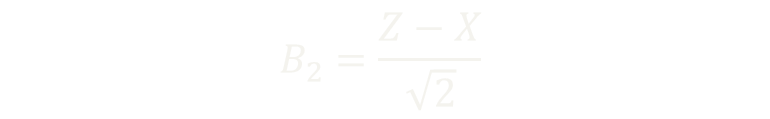 B₂ = (Z − X)/√2